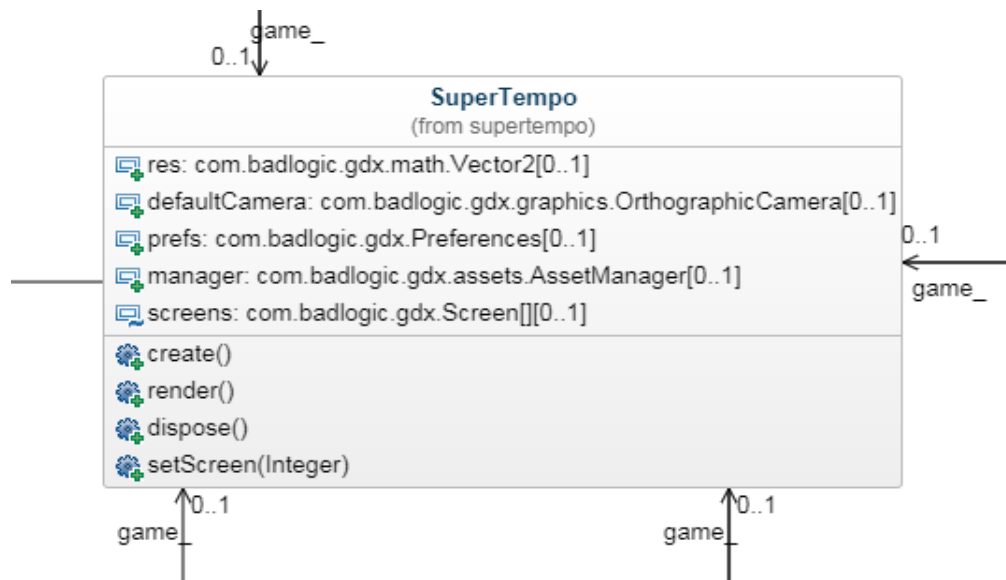 game_
0..1
SuperTempo
(from supertempo)
res: com.badlogic.gdx.math.Vector2[0..1]
defaultCamera: com.badlogic.gdx.graphics.OrthographicCamera[0..1]
prefs: com.badlogic.gdx.Preferences[0..1]
0..1
manager: com.badlogic.gdx.assets.AssetManager[0..1]
game_
screens: com.badlogic.gdx.Screen[][0..1]
create()
render()
dispose()
setScreen(Integer)
0..1
0..1
game_
game_